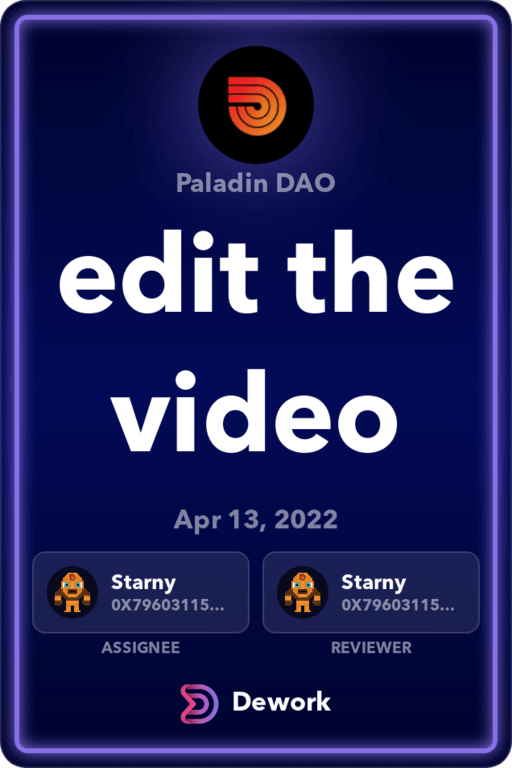 Paladin DAO
edit the
video
Apr 13, 2022
Starny
0X79603115...
ASSIGNEE
Starny
0X79603115...
REVIEWER
Dework